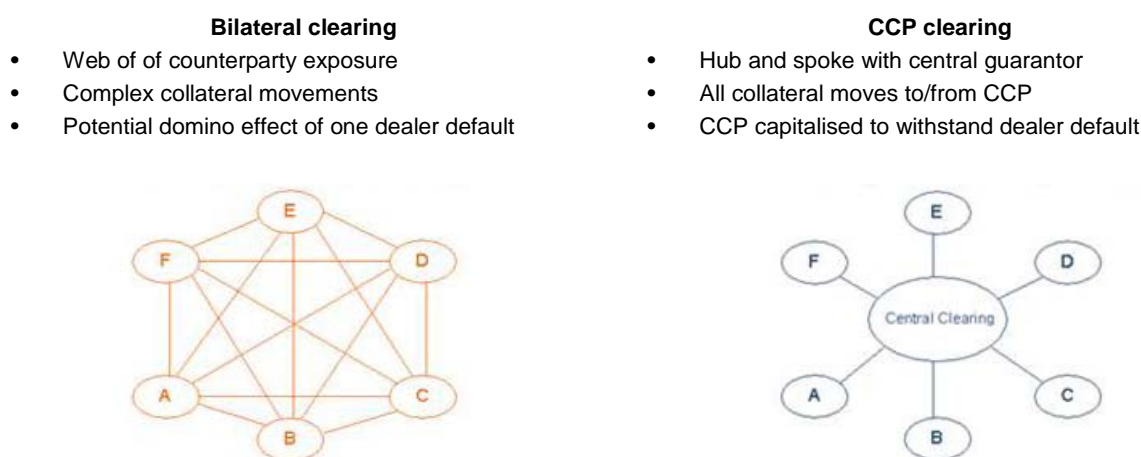 Bilateral clearing
• Web of of counterparty exposure
• Complex collateral movements
• Potential domino effect of one dealer default
E
F
D
A
C
B
CCP clearing
• Hub and spoke with central guarantor
• All collateral moves to/from CCP
• CCP capitalised to withstand dealer default
E
F
D
Central Clearing
A
C
B